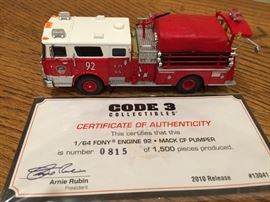 92
CODE 3
COLLECTIBLES
CERTIFICATE OF AUTHENTICITY
This certifies that this
1/64 FDNY® ENGINE 92 • MACK CF PUMPER
is number 0815 of 1,500 pieces produced.
Arnie Rubin
President
2010 Release
#13041